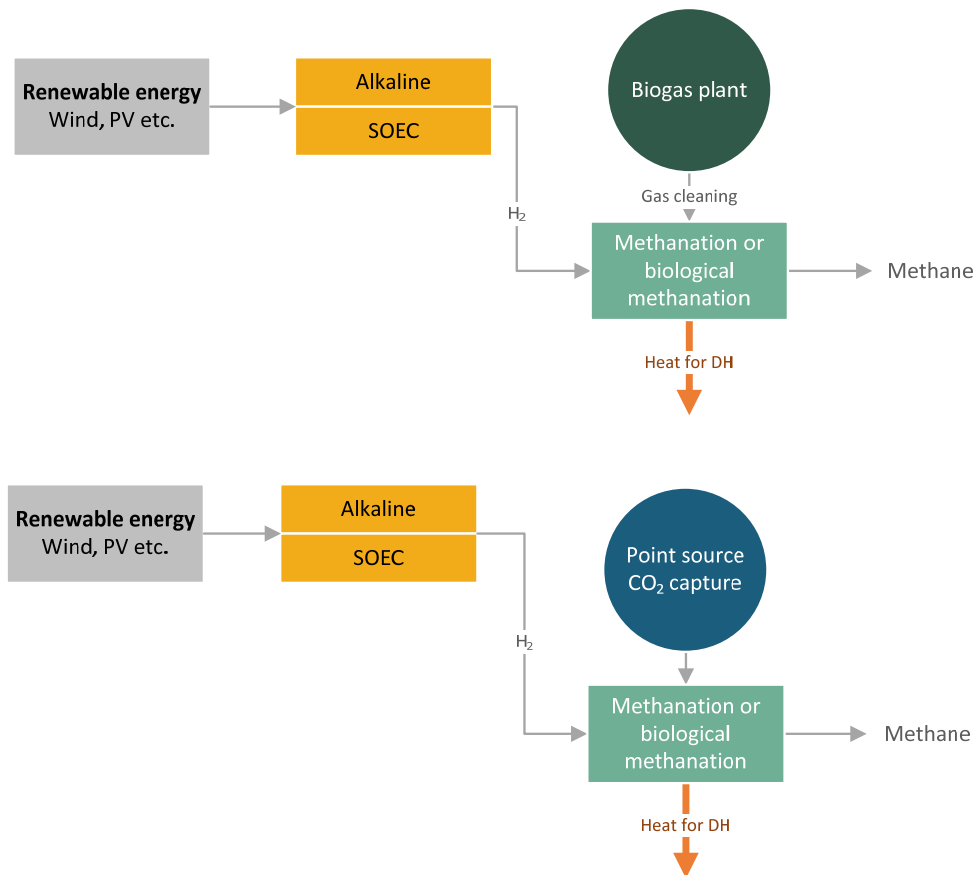 Renewable energy
Wind, PV etc.
Alkaline
SOEC
H₂
Biogas plant
Gas cleaning
Methanation or
biological
methanation
Methane
Heat for DH
Renewable energy
Wind, PV etc.
Alkaline
SOEC
H₂
Point source
CO₂ capture
Methanation or
biological
methanation
Methane
Heat for DH